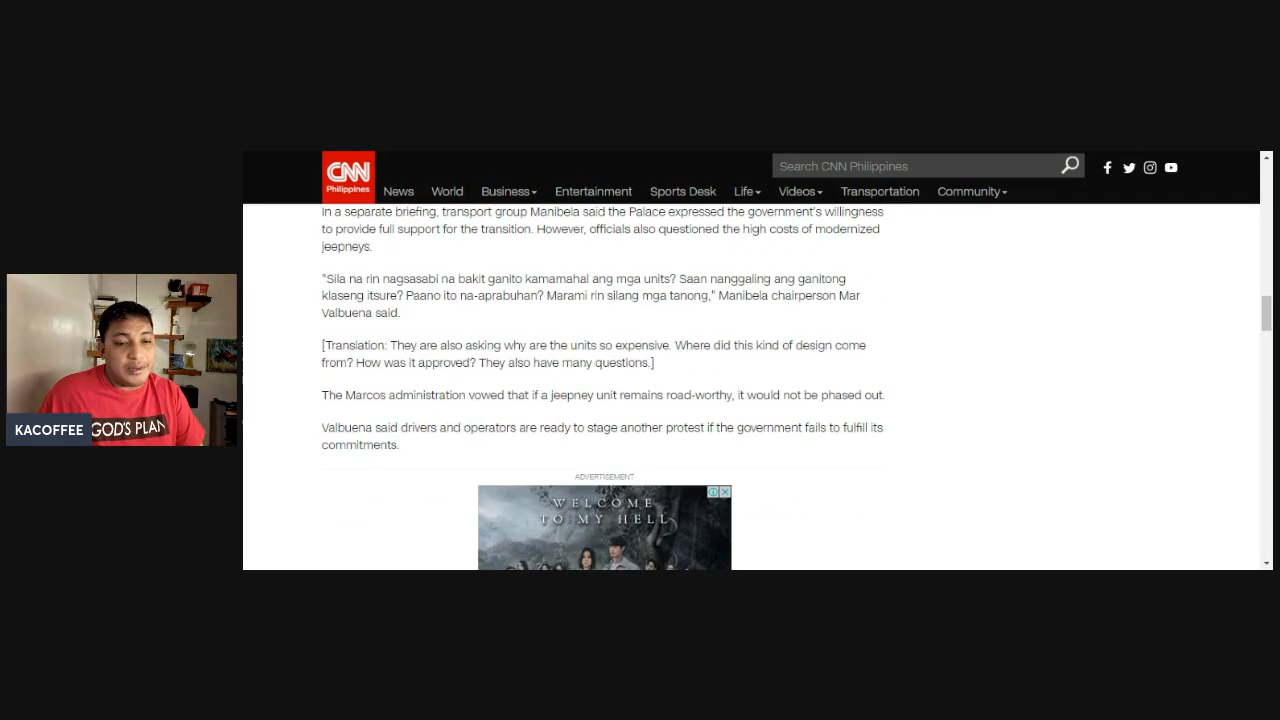 CNN
Philippines
Search CNN Philippines
News World Business Entertainment Sports Desk Life Videos Transportation Community
In a separate briefing, transport group Manibela said the Palace expressed the government's willingness
to provide full support for the transition. However, officials also questioned the high costs of modernized
jeepneys.
"Sila na rin nagsasabi na bakit ganito kamamahal ang mga units? Saan nanggaling ang ganitong
klaseng itsure? Paano ito na-aprubuhan? Marami rin silang mga tanong," Manibela chairperson Mar
Valbuena said.
[Translation: They are also asking why are the units so expensive. Where did this kind of design come
from? How was it approved? They also have many questions.]
The Marcos administration vowed that if a jeepney unit remains road-worthy, it would not be phased out.
Valbuena said drivers and operators are ready to stage another protest if the government fails to fulfill its
commitments.
ADVERTISEMENT
WELCOME
TO MY HELL
KACOFFEE
GOD'S PLAN